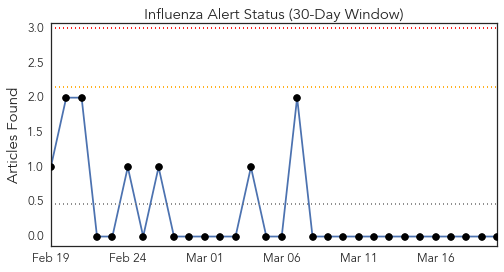 Influenza Alert Status (30-Day Window)
Articles Found
3.0
2.5
2.0
1.5
1.0
0.5
0.0
Feb 19 Feb 24 Mar 01 Mar 06 Mar 11 Mar 16